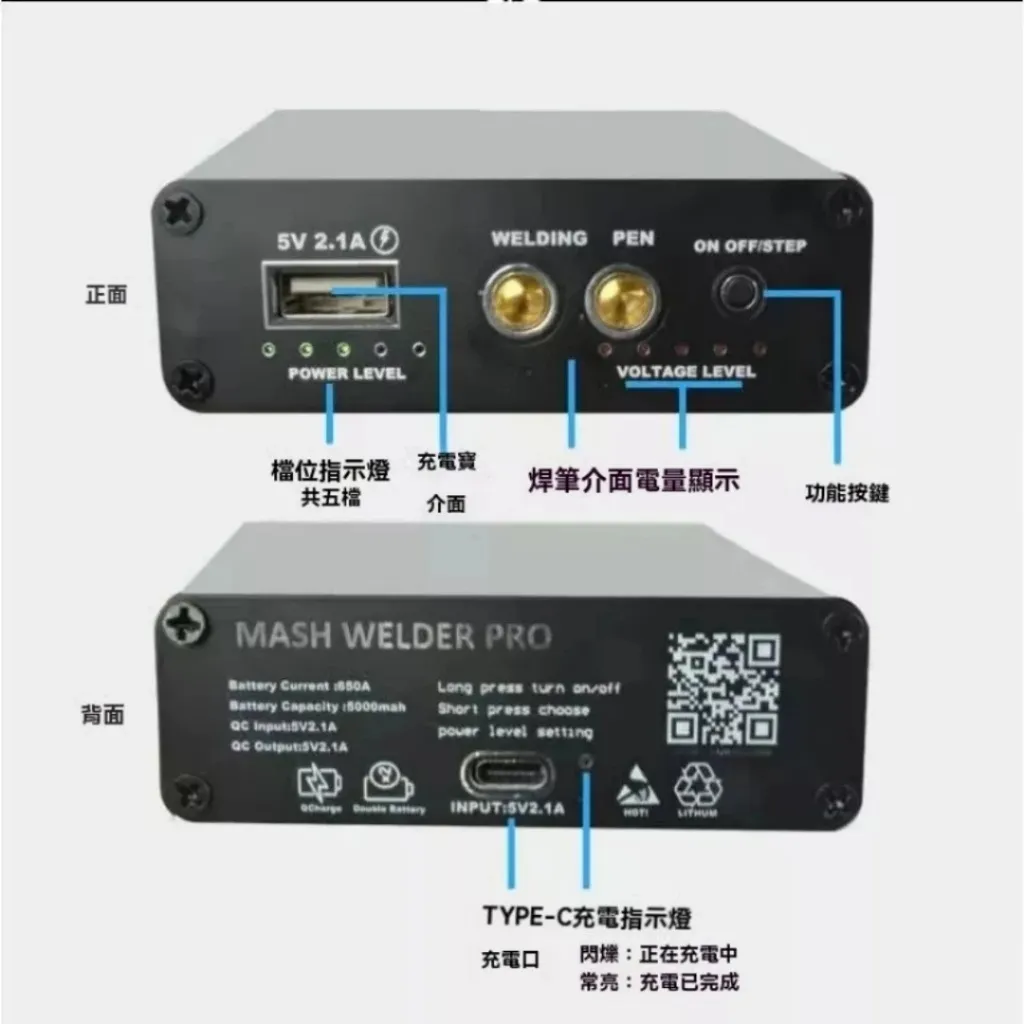 5V 2.1A
WELDING PEN
ON OFF/STEP
正面
POWER LEVEL
VOLTAGE LEVEL
檔位指示燈
共五檔
充電寶
介面
焊筆介面電量顯示
功能按鍵
MASH WELDER PRO
Battery Current :650A
Battery Capacity :5000mah
QC Input:5V2.1A
QC Output:5V2.1A
Long press turn on/off
Short press choose
power level setting
背面
QCharge
Double Battery
INPUT:5V2.1A
HOT!
LITHUM
TYPE-C充電指示燈
充電口
閃爍：正在充電中
常亮：充電已完成